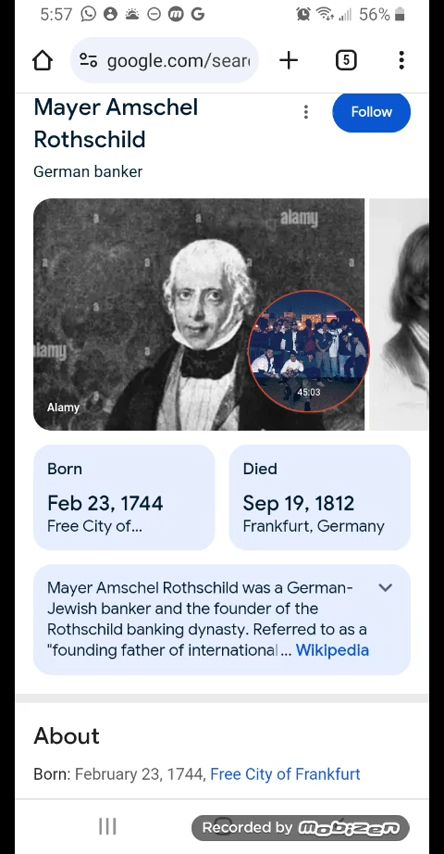 5:57
G
56%
google.com/sear
5
Mayer Amschel
Rothschild
Follow
German banker
alamy
a
a
a
a
a
a
lamy
45:03
Alamy
Born
Feb 23, 1744
Free City of...
Died
Sep 19, 1812
Frankfurt, Germany
Mayer Amschel Rothschild was a German-
Jewish banker and the founder of the
Rothschild banking dynasty. Referred to as a
"founding father of international ... Wikipedia
About
Born: February 23, 1744, Free City of Frankfurt
Recorded by Mobizen